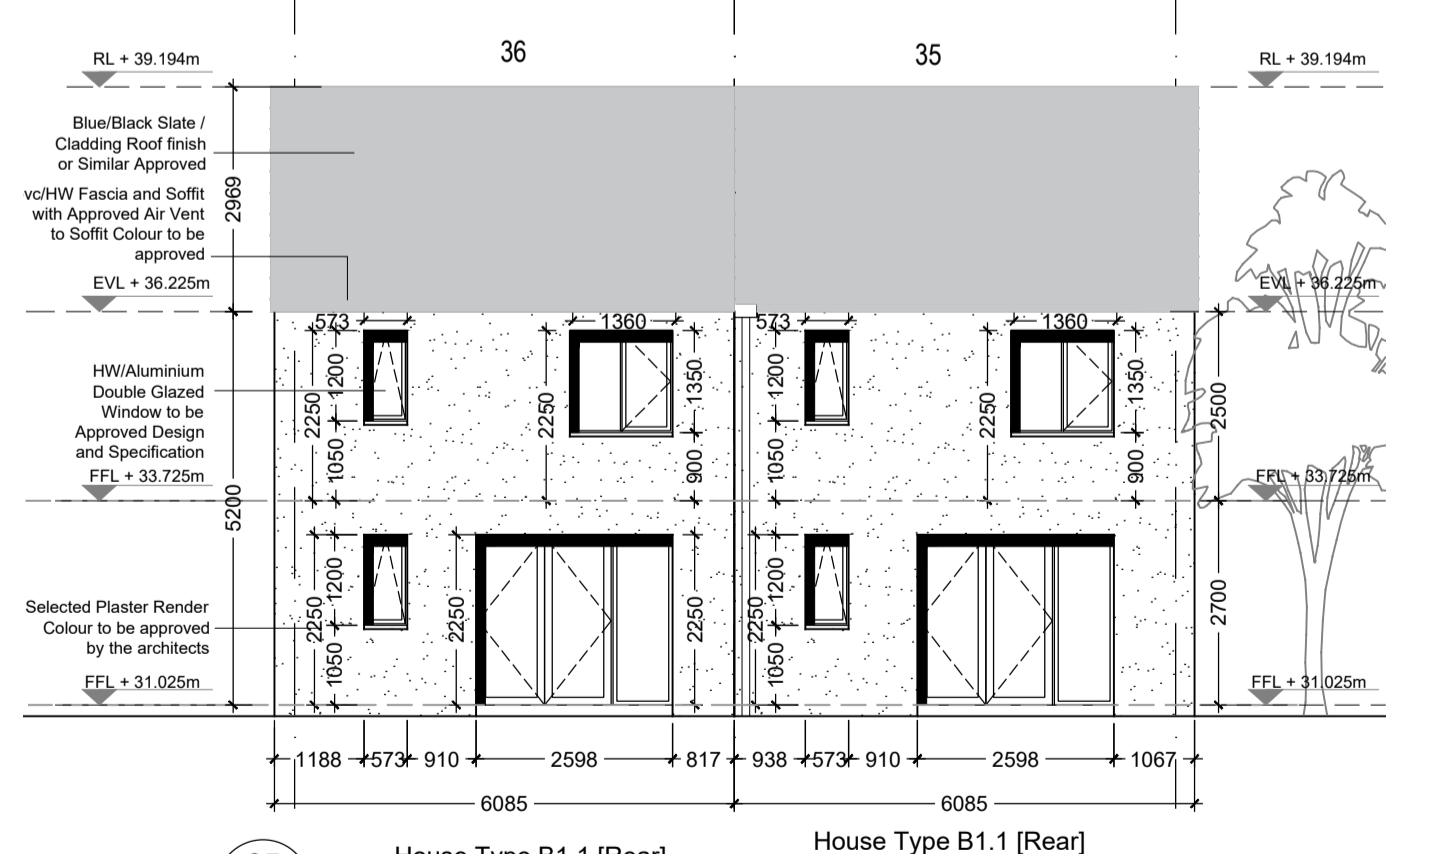 36
35
RL + 39.194m
RL + 39.194m
Blue/Black Slate /
Cladding Roof finish
or Similar Approved
2969
vc/HW Fascia and Soffit
with Approved Air Vent
to Soffit Colour to be
approved
EVL + 36.225m
EVL + 36.225m
573
1360
573
1360
HW/Aluminium
Double Glazed
Window to be
Approved Design
and Specification
2250
1200
1050
2250
1350
900
1200
1050
2250
1350
900
2500
FFL + 33.725m
FFL + 33.725m
5200
2250
1200
1050
2250
2250
2250
1200
1050
2700
Selected Plaster Render
Colour to be approved
by the architects
FFL + 31.025m
FFL + 31.025m
1188 573 910 2598 817 938 573 910 2598 1067
6085 6085
House Type B1.1 [Rear]
House Type B1.1 [Rear]